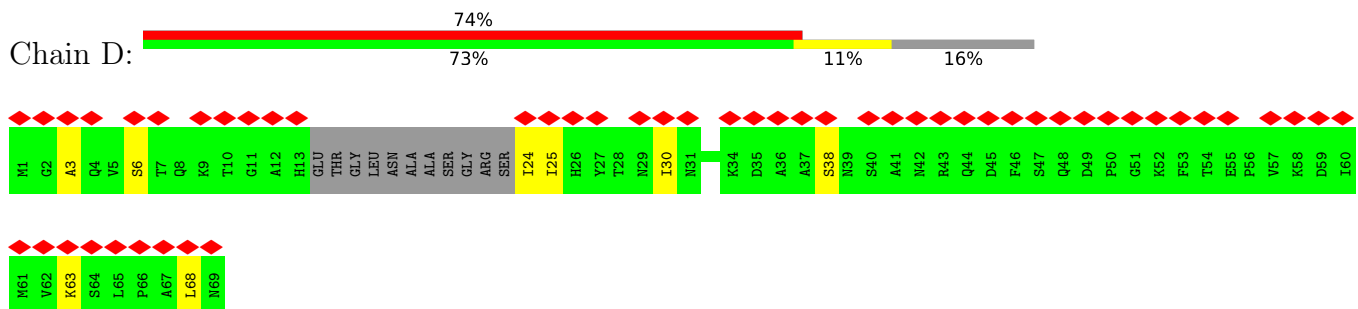 74%
Chain D:
73% 11% 16%
M1 G2 A3 Q4 V5 S6 T7 Q8 K9 T10 G11 A12 H13 GLU THR GLY LEU ASN ALA ALA SER GLY ARG SER I24 I25 H26 Y27 T28 N29 I30 N31 K34 D35 A36 A37 S38 N39 S40 A41 N42 R43 Q44 D45 F46 S47 Q48 D49 P50 G51 K52 F53 T54 E55 P56 V57 K58 D59 I60
M61 V62 K63 S64 L65 P66 A67 L68 N69